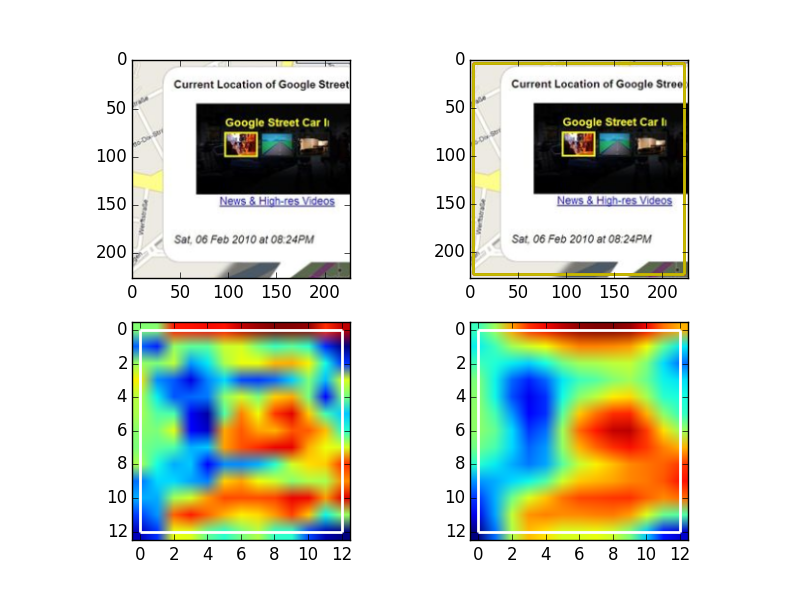 0
50
100
150
200
0 50 100 150 200
Current Location of Google Street
Google Street Car I
News & High-res Videos
Sat, 06 Feb 2010 at 08:24PM
Werftstraße
0
50
100
150
200
0 50 100 150 200
Current Location of Google Stree
Google Street Car I
News & High-res Videos
Sat, 06 Feb 2010 at 08:24PM
Werftstraße
0
2
4
6
8
10
12
0 2 4 6 8 10 12
0
2
4
6
8
10
12
0 2 4 6 8 10 12